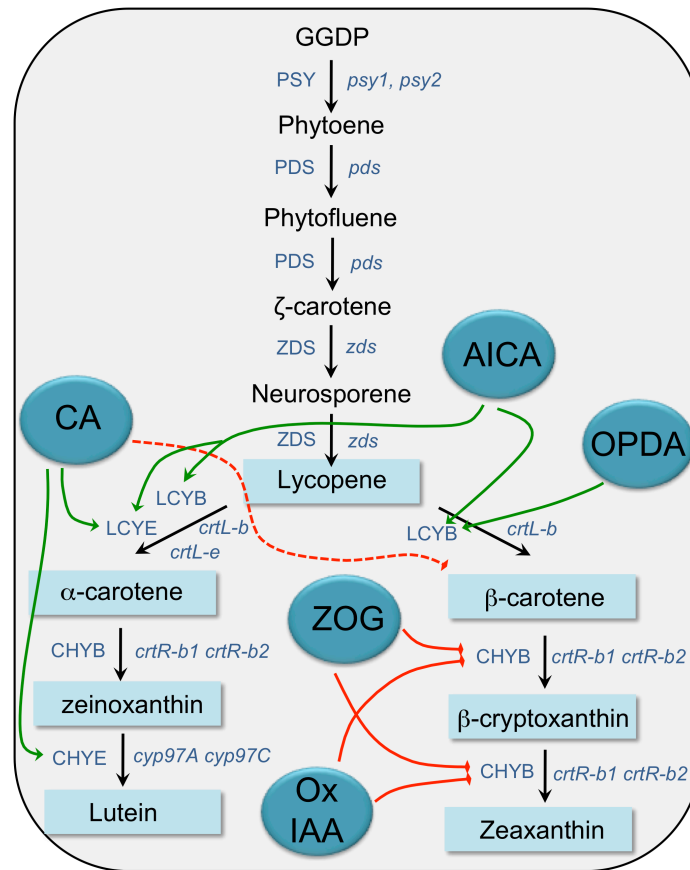 GGDP
PSY psy1, psy2
Phytoene
PDS pds
Phytofluene
PDS pds
ζ-carotene
ZDS zds
AICA
Neurosporene
CA
ZDS zds
OPDA
Lycopene
LCYB
LCYE crtL-b
crtL-e
LCYB crtL-b
α-carotene
β-carotene
ZOG
CHYB crtR-b1 crtR-b2
CHYB crtR-b1 crtR-b2
zeinoxanthin
β-cryptoxanthin
CHYE cyp97A cyp97C
CHYB crtR-b1 crtR-b2
Ox
IAA
Lutein
Zeaxanthin